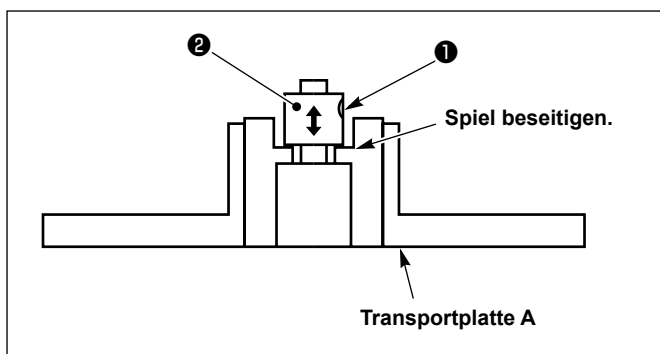 ❷
❶
Spiel beseitigen.
Transportplatte A